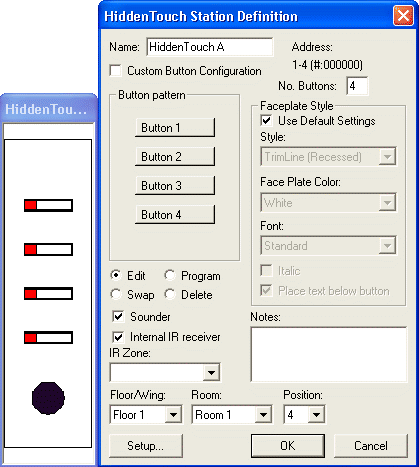 HiddenTou...
HiddenTouch Station Definition
Name: HiddenTouch A
Address:
1-4 (#:000000)
Custom Button Configuration
No. Buttons: 4
Button pattern
Button 1
Button 2
Button 3
Button 4
Faceplate Style
Use Default Settings
Style:
TrimLine (Recessed)
Face Plate Color:
White
Font:
Standard
Italic
Place text below button
Edit Program
Swap Delete
Sounder
Internal IR receiver
IR Zone:
Notes:
Floor/Wing: Room: Position:
Floor 1 Room 1 4
Setup... OK Cancel